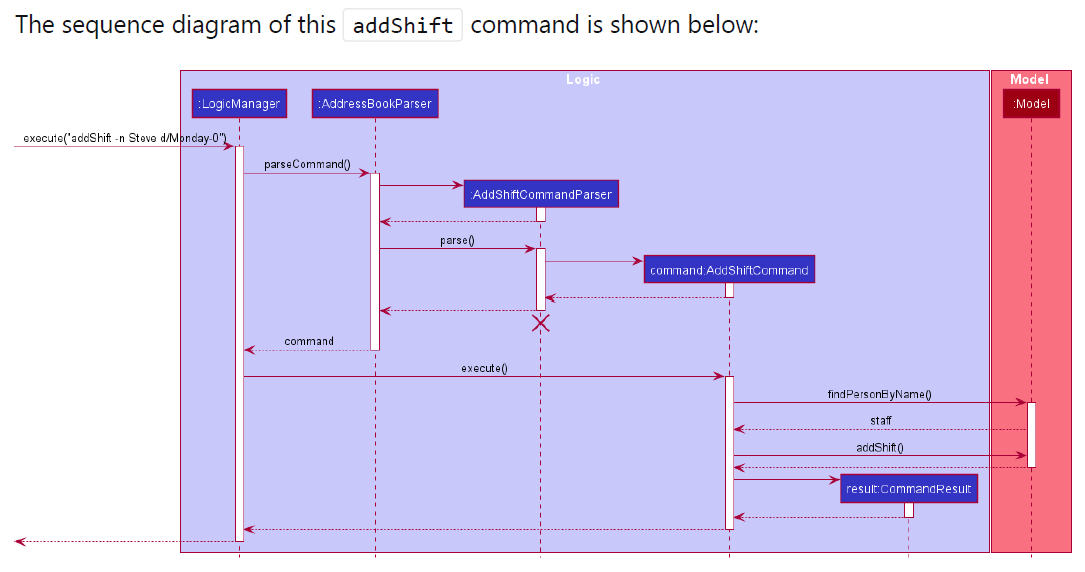 The sequence diagram of this addShift command is shown below:
Logic
Model
:LogicManager
:AddressBookParser
:Model
execute("addShift -n Steve d/Monday-0")
parseCommand()
:AddShiftCommandParser
parse()
command:AddShiftCommand
command
execute()
findPersonByName()
staff
addShift()
result:CommandResult